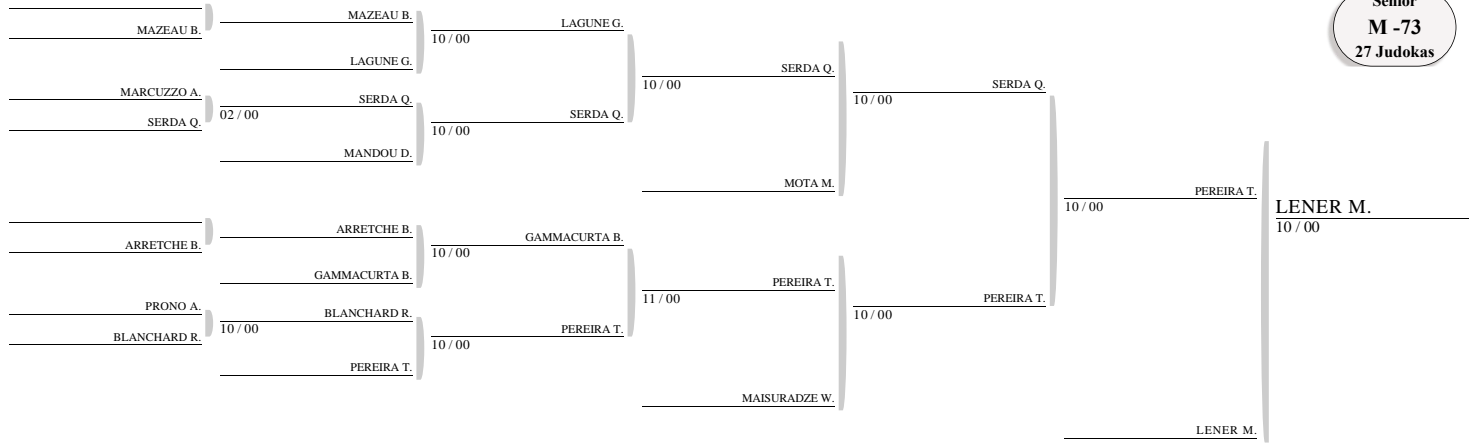 Senior
M -73
27 Judokas
MAZEAU B.
MARCUZZO A.
SERDA Q.
ARRETCHE B.
PRONO A.
BLANCHARD R.
MAZEAU B.
LAGUNE G.
SERDA Q.
02 / 00
MANDOU D.
ARRETCHE B.
GAMMACURTA B.
BLANCHARD R.
10 / 00
PEREIRA T.
LAGUNE G.
10 / 00
SERDA Q.
10 / 00
GAMMACURTA B.
10 / 00
PEREIRA T.
10 / 00
SERDA Q.
10 / 00
MOTA M.
PEREIRA T.
11 / 00
MAISURADZE W.
SERDA Q.
10 / 00
PEREIRA T.
10 / 00
PEREIRA T.
10 / 00
LENER M.
LENER M.
10 / 00